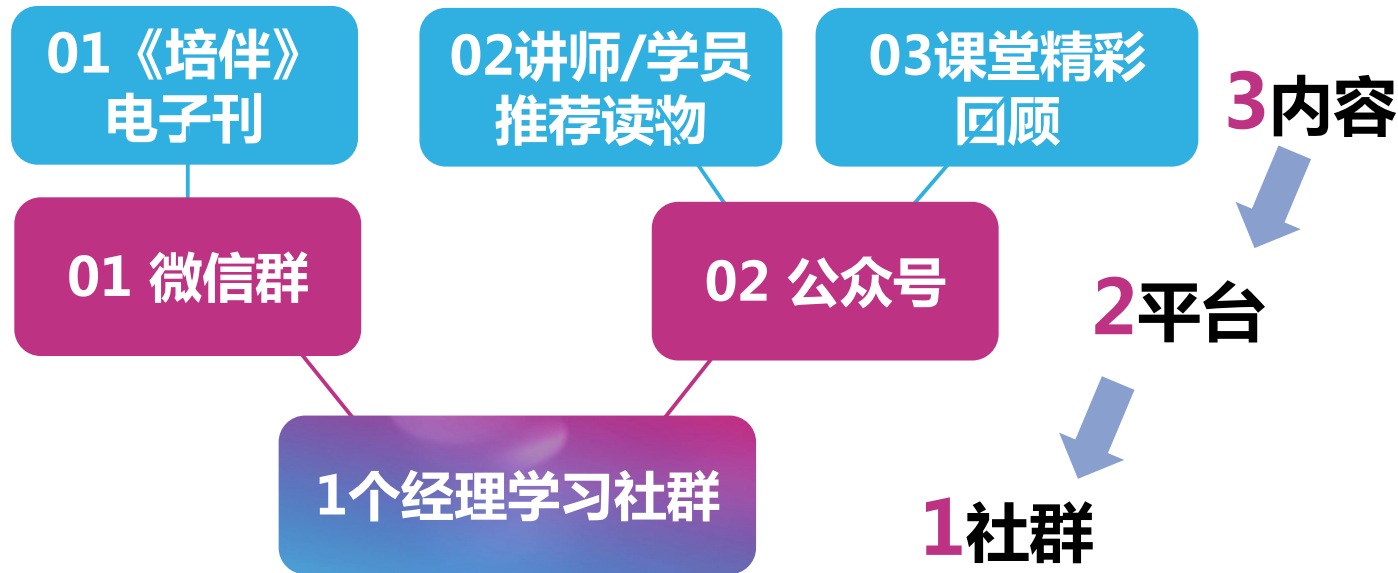 01《培伴》
电子刊
02讲师/学员
推荐读物
03课堂精彩
回顾
3内容
01 微信群
02 公众号
2平台
1个经理学习社群
1社群